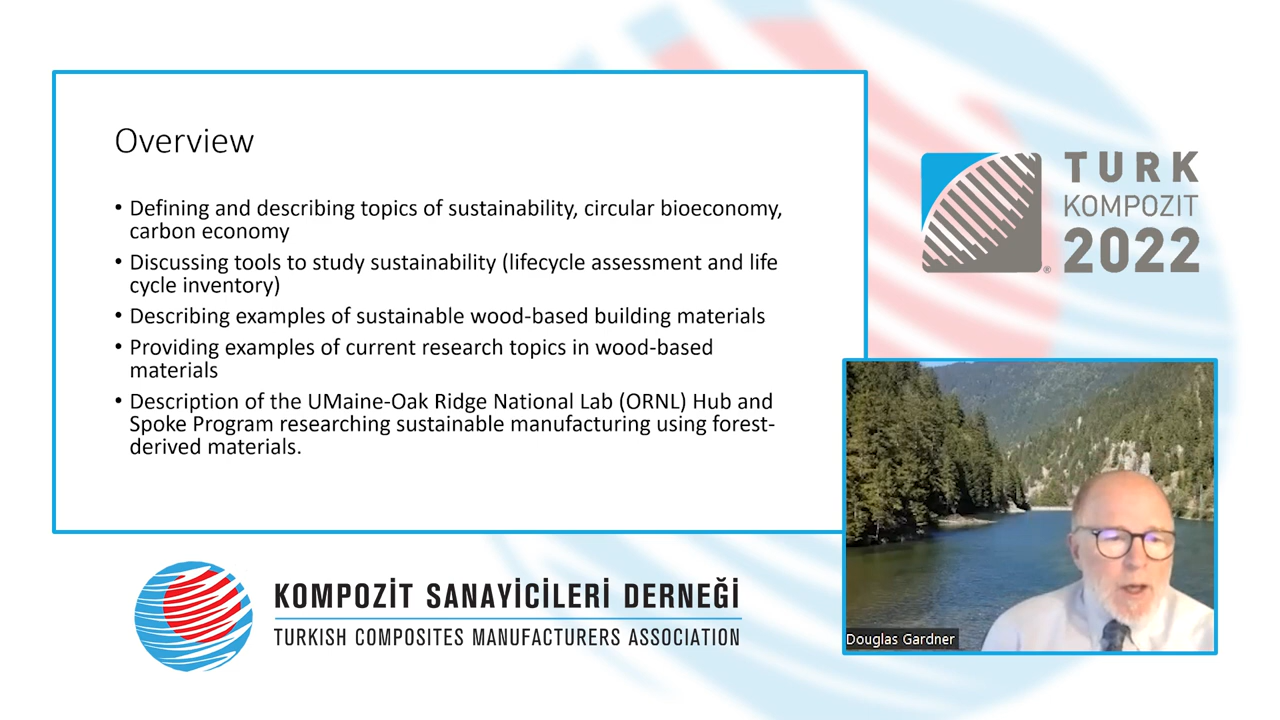 Overview
• Defining and describing topics of sustainability, circular bioeconomy,
carbon economy
• Discussing tools to study sustainability (lifecycle assessment and life
cycle inventory)
• Describing examples of sustainable wood-based building materials
• Providing examples of current research topics in wood-based
materials
• Description of the UMaine-Oak Ridge National Lab (ORNL) Hub and
Spoke Program researching sustainable manufacturing using forest-
derived materials.
TURK
KOMPOZIT
2022
®
Douglas Gardner
KOMPOZİT SANAYİCİLERİ DERNEĞİ
TURKISH COMPOSITES MANUFACTURERS ASSOCIATION